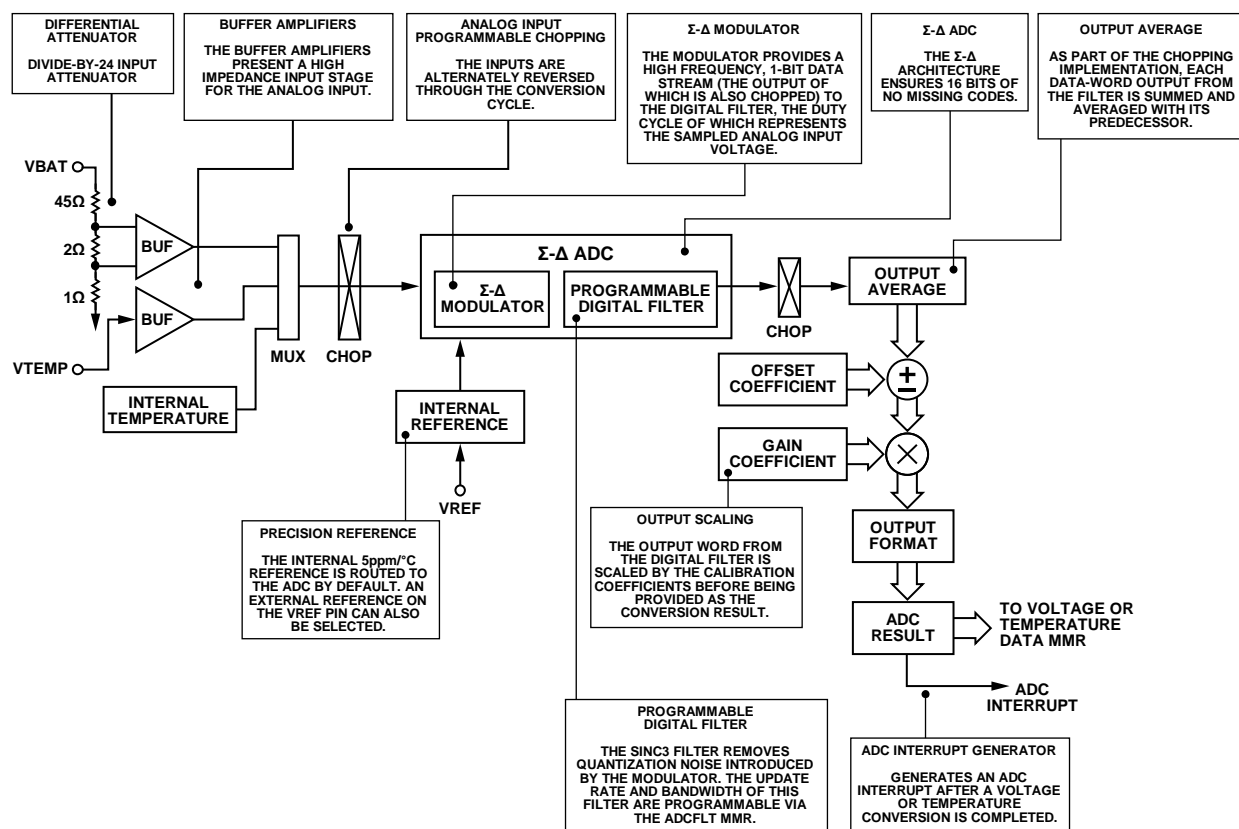 DIFFERENTIAL
ATTENUATOR
DIVIDE-BY-24 INPUT
ATTENUATOR
BUFFER AMPLIFIERS
THE BUFFER AMPLIFIERS
PRESENT A HIGH
IMPEDANCE INPUT STAGE
FOR THE ANALOG INPUT.
ANALOG INPUT
PROGRAMMABLE CHOPPING
THE INPUTS ARE
ALTERNATELY REVERSED
THROUGH THE CONVERSION
CYCLE.
Σ-Δ MODULATOR
THE MODULATOR PROVIDES A
HIGH FREQUENCY, 1-BIT DATA
STREAM (THE OUTPUT OF
WHICH IS ALSO CHOPPED) TO
THE DIGITAL FILTER, THE DUTY
CYCLE OF WHICH REPRESENTS
THE SAMPLED ANALOG INPUT
VOLTAGE.
Σ-Δ ADC
THE Σ-Δ
ARCHITECTURE
ENSURES 16 BITS OF
NO MISSING CODES.
OUTPUT AVERAGE
AS PART OF THE CHOPPING
IMPLEMENTATION, EACH
DATA-WORD OUTPUT FROM
THE FILTER IS SUMMED AND
AVERAGED WITH ITS
PREDECESSOR.
VBAT
45Ω
2Ω
1Ω
BUF
BUF
VTEMP
INTERNAL
TEMPERATURE
MUX
CHOP
Σ-Δ ADC
Σ-Δ
MODULATOR
PROGRAMMABLE
DIGITAL FILTER
CHOP
OUTPUT
AVERAGE
OFFSET
COEFFICIENT
±
INTERNAL
REFERENCE
VREF
GAIN
COEFFICIENT
×
OUTPUT
FORMAT
ADC
RESULT
TO VOLTAGE OR
TEMPERATURE
DATA MMR
ADC
INTERRUPT
PRECISION REFERENCE
THE INTERNAL 5ppm/°C
REFERENCE IS ROUTED TO
THE ADC BY DEFAULT. AN
EXTERNAL REFERENCE ON
THE VREF PIN CAN ALSO
BE SELECTED.
OUTPUT SCALING
THE OUTPUT WORD FROM
THE DIGITAL FILTER IS
SCALED BY THE CALIBRATION
COEFFICIENTS BEFORE BEING
PROVIDED AS THE
CONVERSION RESULT.
PROGRAMMABLE
DIGITAL FILTER
THE SINC3 FILTER REMOVES
QUANTIZATION NOISE INTRODUCED
BY THE MODULATOR. THE UPDATE
RATE AND BANDWIDTH OF THIS
FILTER ARE PROGRAMMABLE VIA
THE ADCFLT MMR.
ADC INTERRUPT GENERATOR
GENERATES AN ADC
INTERRUPT AFTER A VOLTAGE
OR TEMPERATURE
CONVERSION IS COMPLETED.